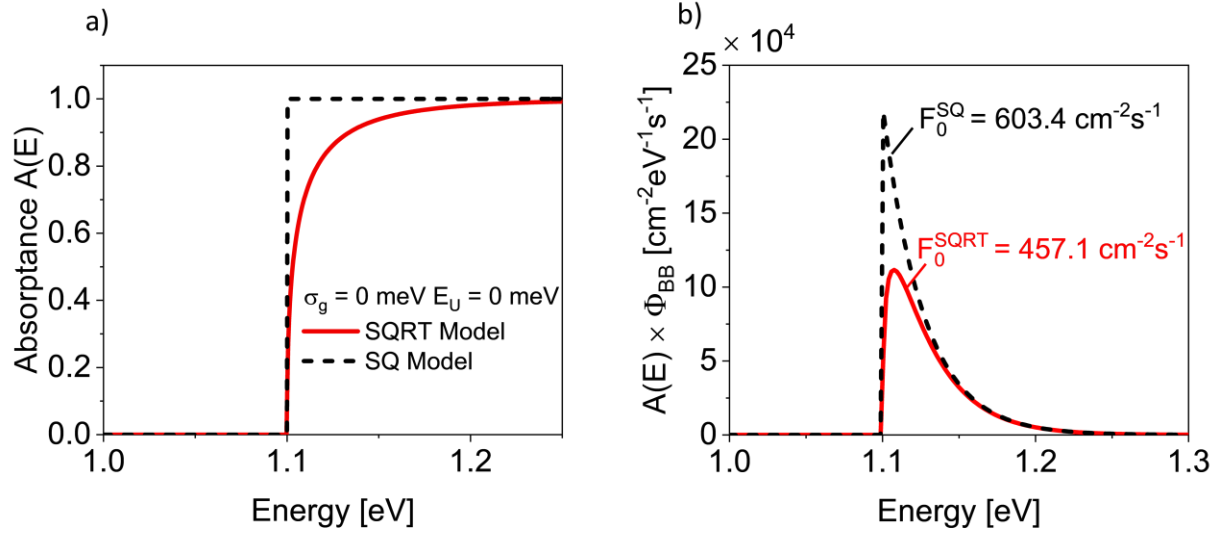 a)
Absorptance A(E)
1.0
0.8
0.6
0.4
0.2
0.0
σg = 0 meV EU = 0 meV
SQRT Model
SQ Model
1.0
1.1
1.2
Energy [eV]
b)
× 10⁴
A(E) × ΦBB [cm⁻²eV⁻¹s⁻¹]
25
20
15
10
5
0
F₀^SQ = 603.4 cm⁻²s⁻¹
F₀^SQRT = 457.1 cm⁻²s⁻¹
1.0
1.1
1.2
1.3
Energy [eV]